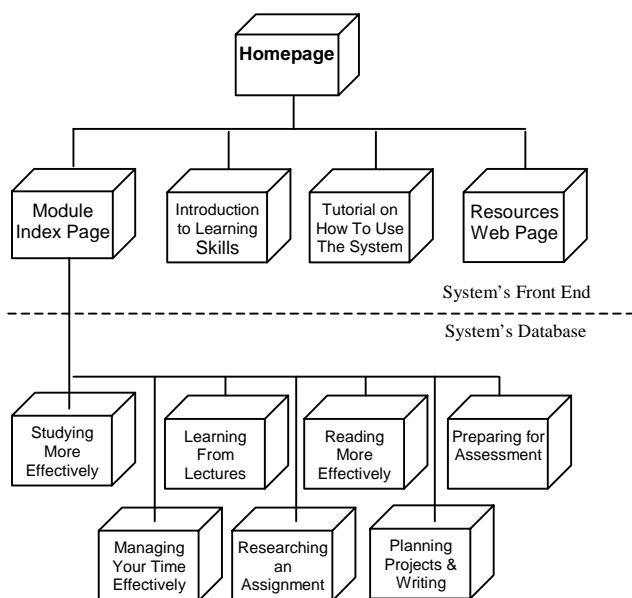 Homepage
Module
Index Page
Introduction
to Learning
Skills
Tutorial on
How To Use
The System
Resources
Web Page
System's Front End
System's Database
Studying
More
Effectively
Learning
From
Lectures
Reading
More
Effectively
Preparing for
Assessment
Managing
Your Time
Effectively
Researching
an
Assignment
Planning
Projects &
Writing